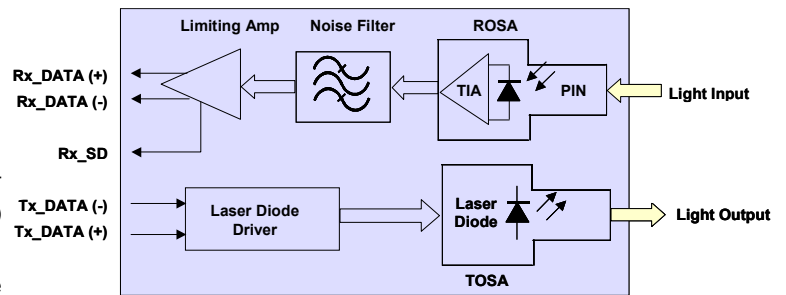 Limiting Amp
Noise Filter
ROSA
Rx_DATA (+)
Rx_DATA (-)
TIA
PIN
Light Input
Rx_SD
Tx_DATA (-)
Tx_DATA (+)
Laser Diode
Driver
Laser
Diode
Light Output
TOSA